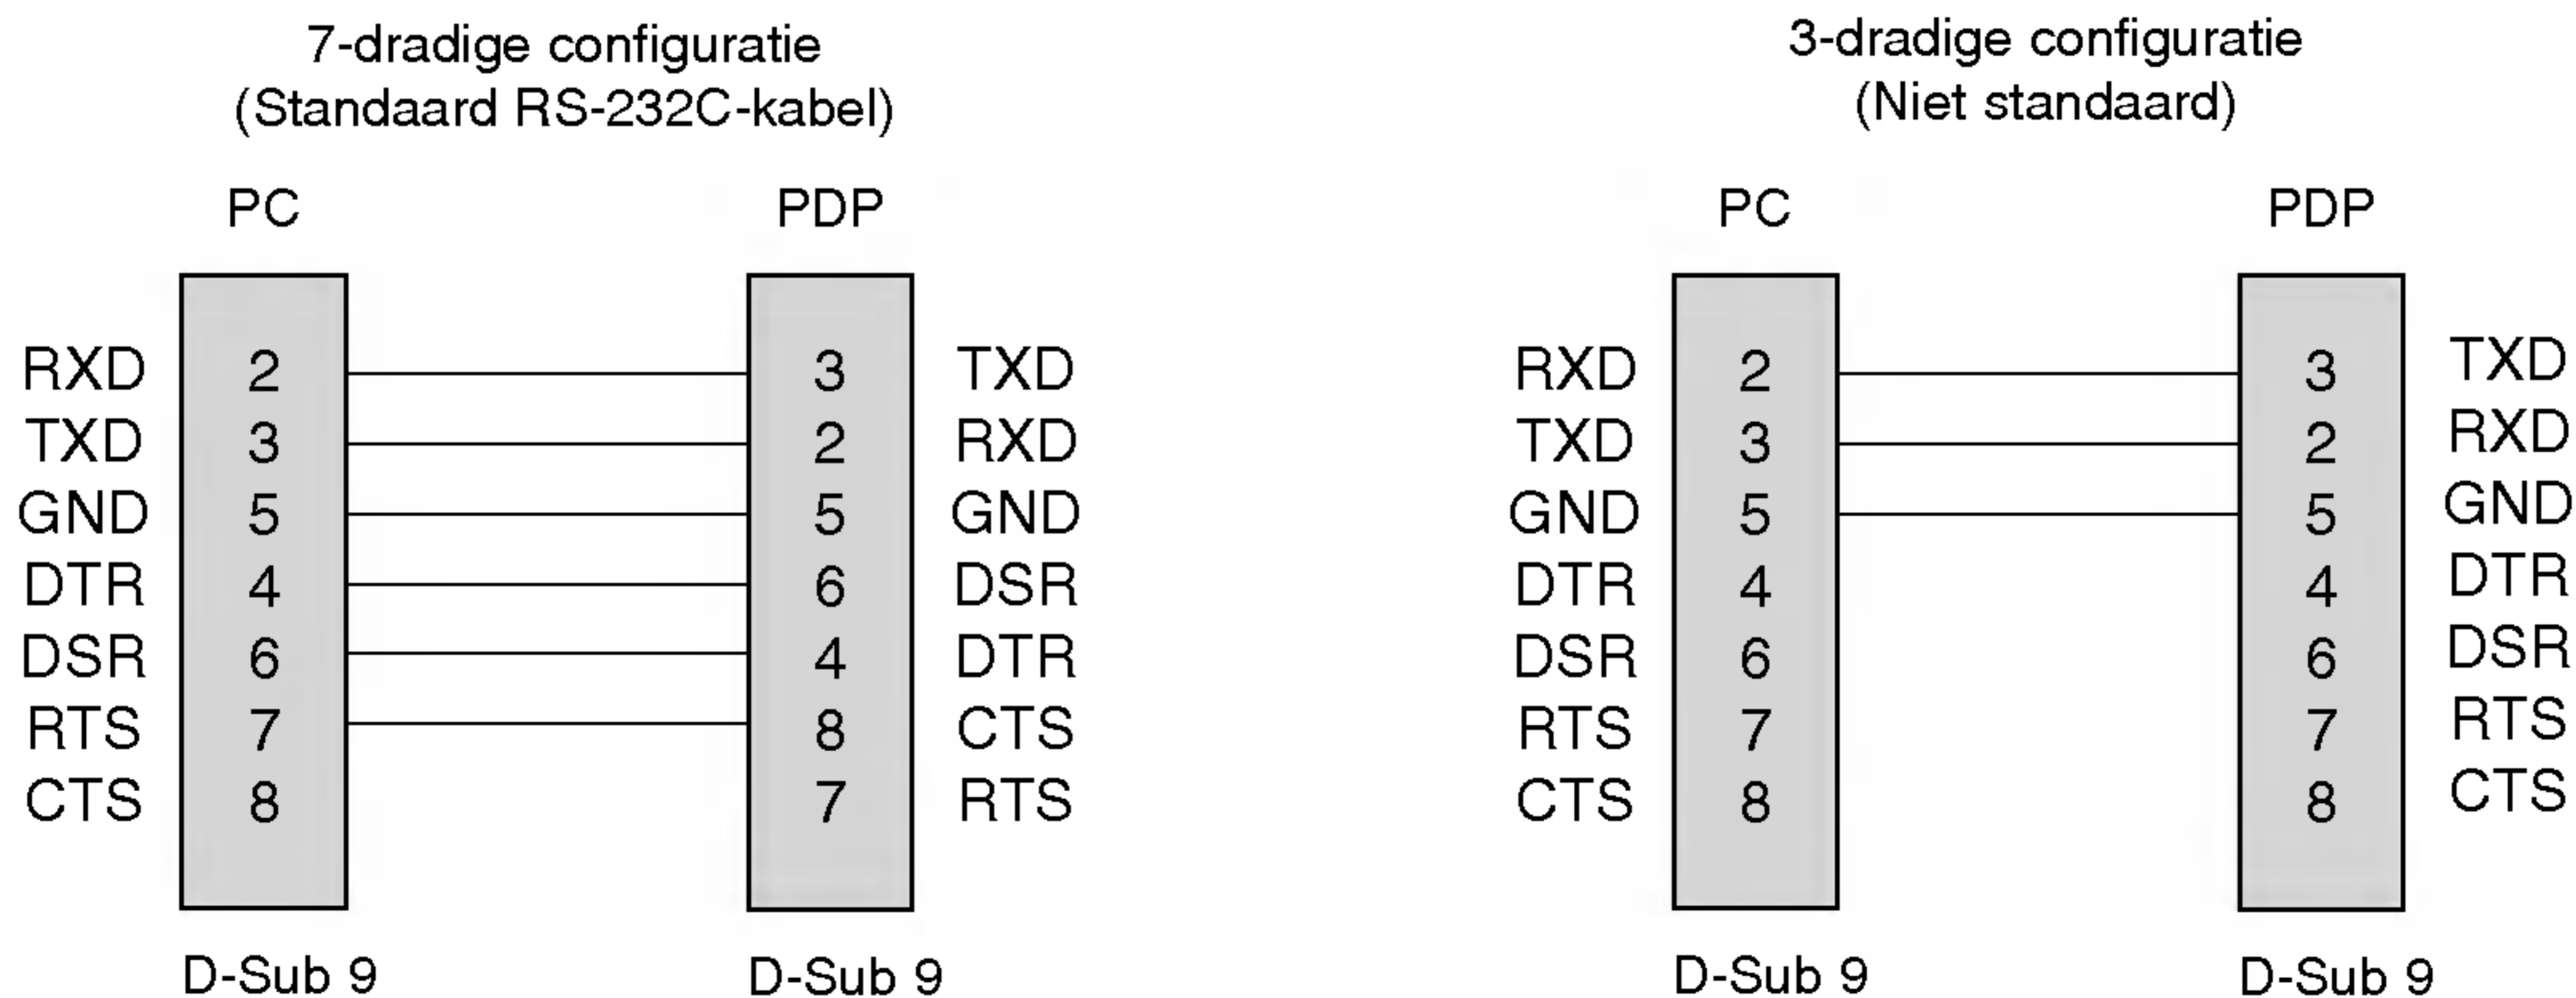 7-dradige configuratie
(Standaard RS-232C-kabel)
PC PDP
RXD 2 3 TXD
TXD 3 2 RXD
GND 5 5 GND
DTR 4 6 DSR
DSR 6 4 DTR
RTS 7 8 CTS
CTS 8 7 RTS
D-Sub 9 D-Sub 9
3-dradige configuratie
(Niet standaard)
PC PDP
RXD 2 3 TXD
TXD 3 2 RXD
GND 5 5 GND
DTR 4 4 DTR
DSR 6 6 DSR
RTS 7 7 RTS
CTS 8 8 CTS
D-Sub 9 D-Sub 9